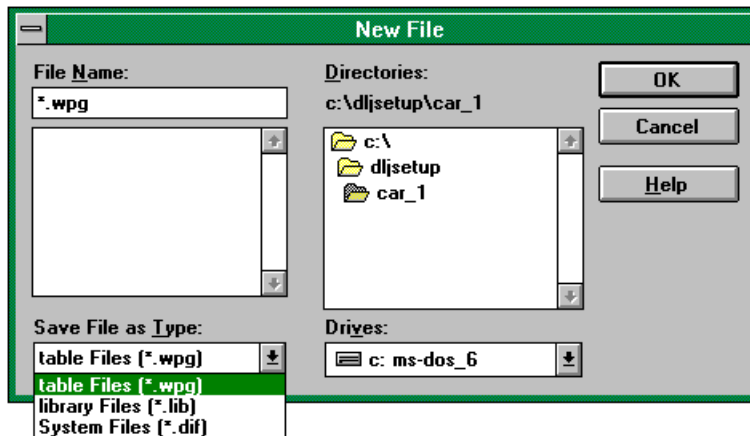 New File
File Name:
*.wpg
Directories:
c:\dljsetup\car_1
c:\
dljsetup
car_1
OK
Cancel
Help
Save File as Type:
table Files (*.wpg)
table Files (*.wpg)
library Files (*.lib)
System Files (*.dif)
Drives:
c: ms-dos_6